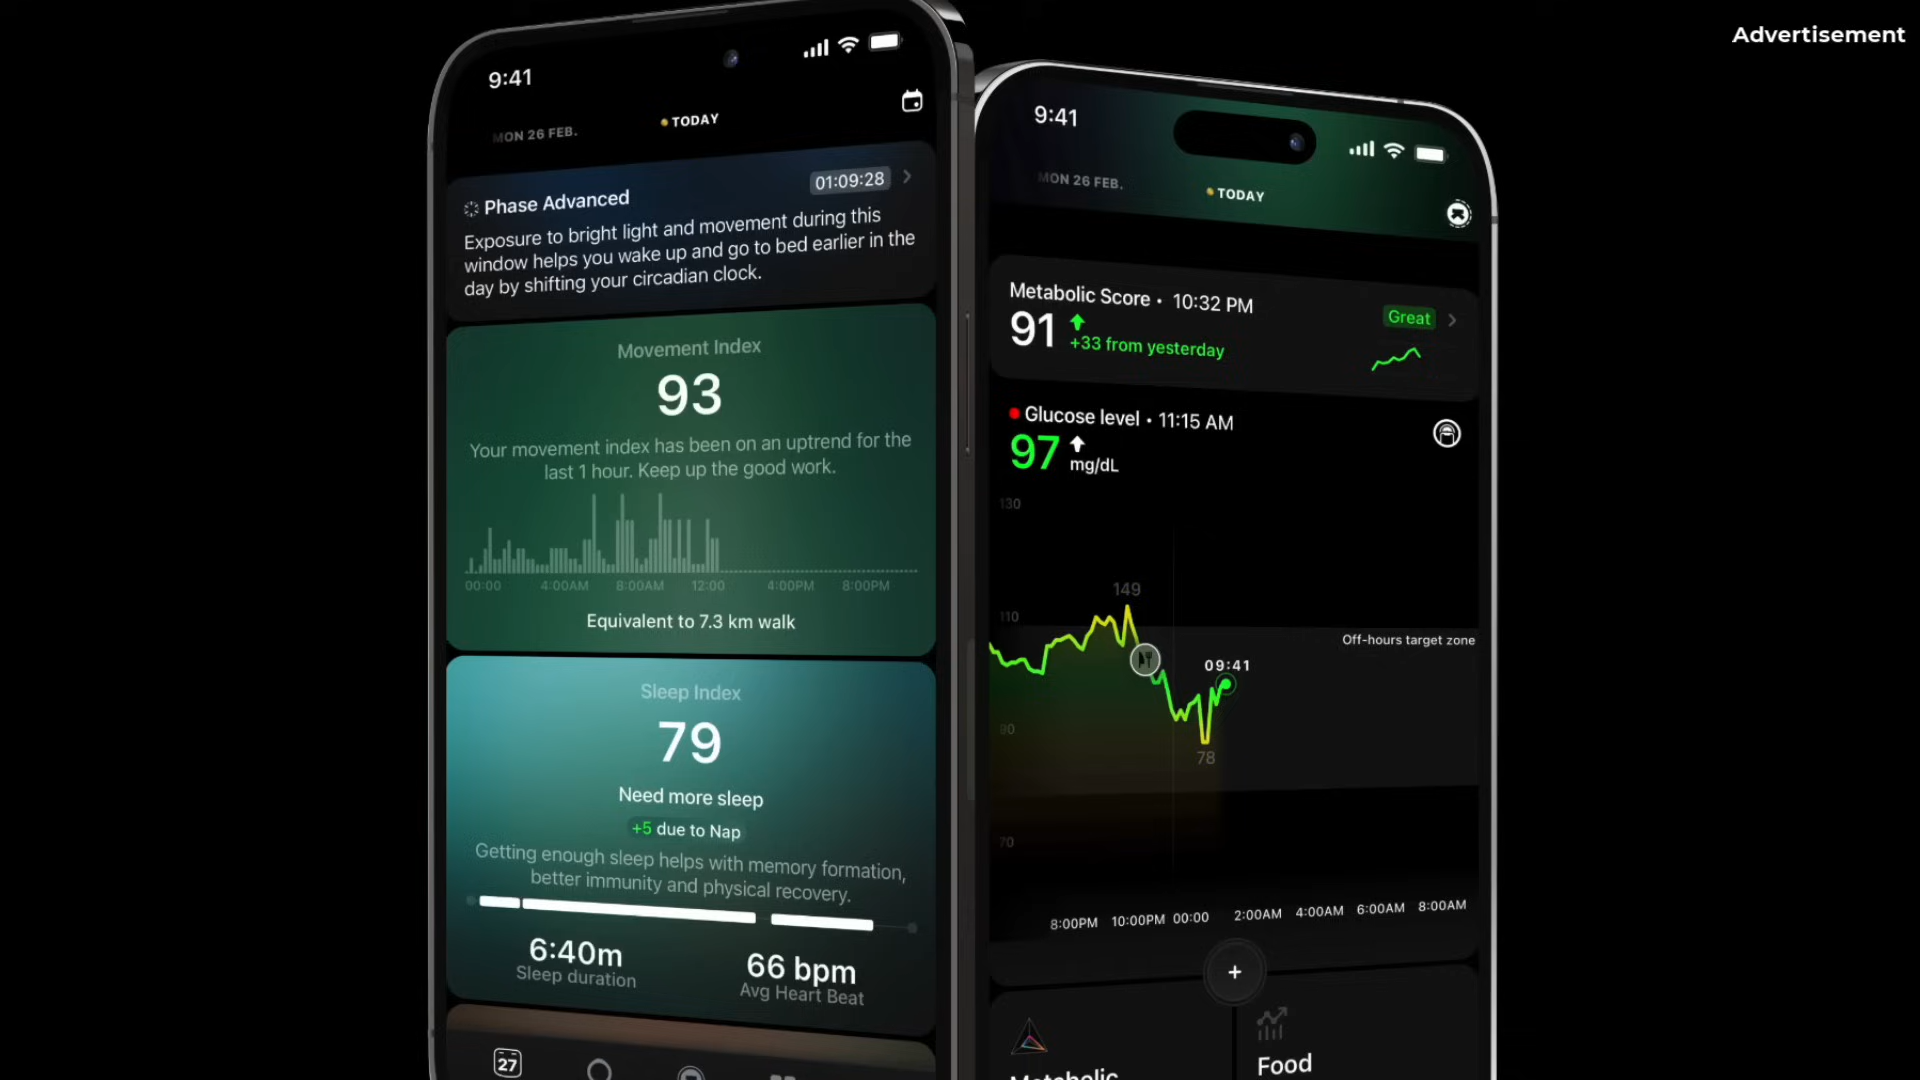 Advertisement
9:41
MON 26 FEB.
TODAY
Phase Advanced
01:09:28
Exposure to bright light and movement during this
window helps you wake up and go to bed earlier in the
day by shifting your circadian clock.
Movement Index
93
Your movement index has been on an uptrend for the
last 1 hour. Keep up the good work.
00:00 4:00AM 8:00AM 12:00 4:00PM 8:00PM
Equivalent to 7.3 km walk
Sleep Index
79
Need more sleep
+5 due to Nap
Getting enough sleep helps with memory formation,
better immunity and physical recovery.
6:40m
Sleep duration
66 bpm
Avg Heart Beat
27
9:41
MON 26 FEB.
TODAY
Metabolic Score • 10:32 PM
91
+33 from yesterday
Great
Glucose level • 11:15 AM
97
mg/dL
130
149
110
Off-hours target zone
09:41
90
78
70
8:00PM 10:00PM 00:00 2:00AM 4:00AM 6:00AM 8:00AM
+
Metabolic
Food